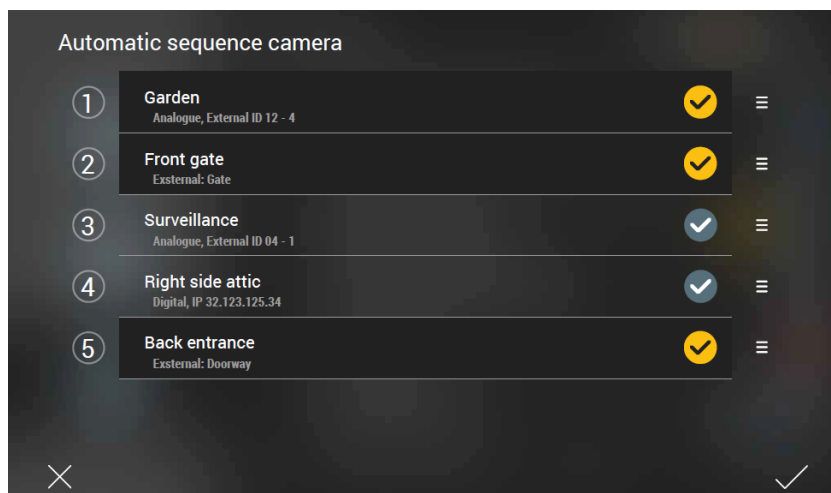 Automatic sequence camera
1
Garden
Analogue, External ID 12 - 4
2
Front gate
Exsternal: Gate
3
Surveillance
Analogue, External ID 04 - 1
4
Right side attic
Digital, IP 32.123.125.34
5
Back entrance
Exsternal: Doorway